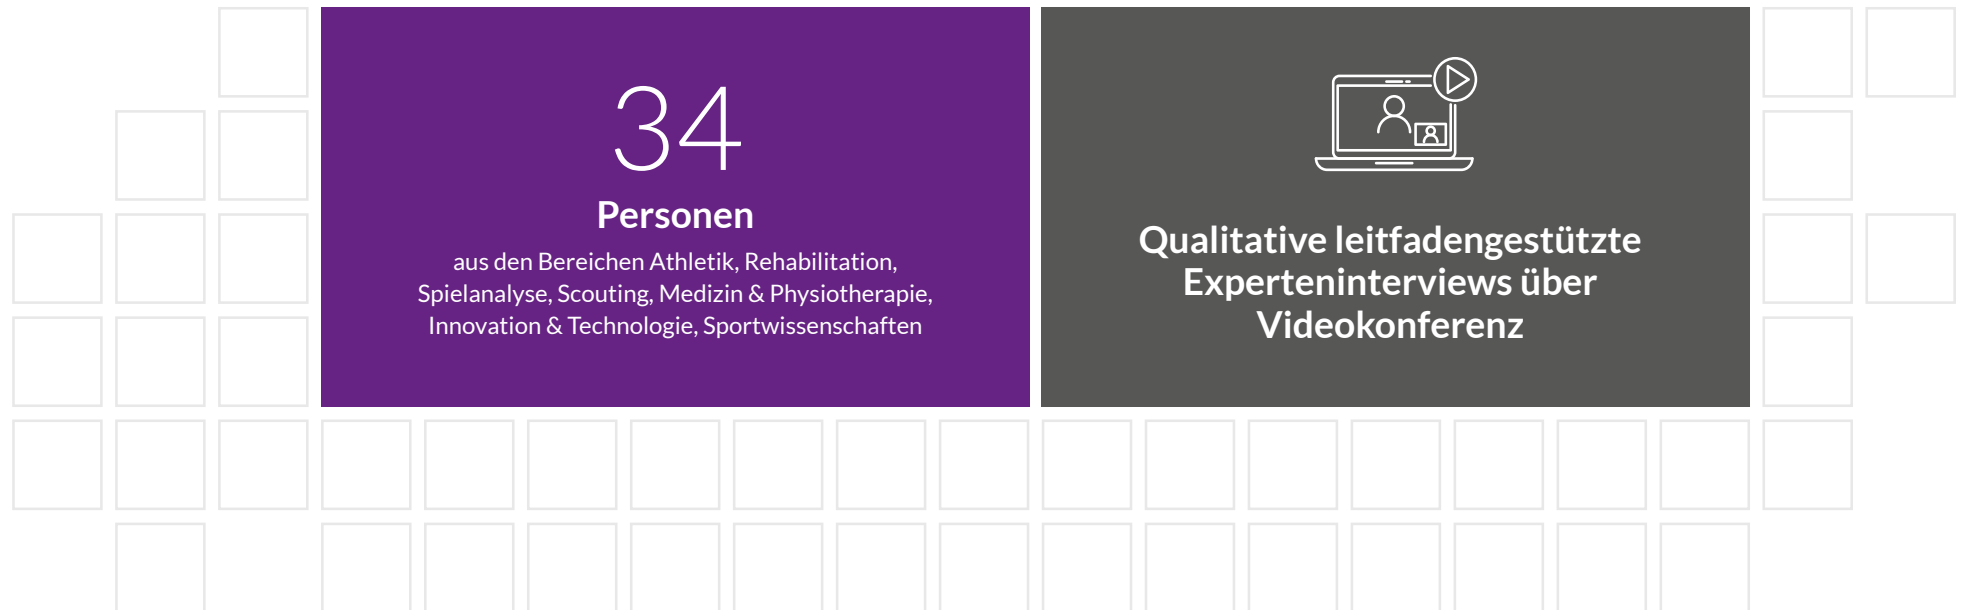 34
Personen
aus den Bereichen Athletik, Rehabilitation,
Spielanalyse, Scouting, Medizin & Physiotherapie,
Innovation & Technologie, Sportwissenschaften
Qualitative leitfadengestützte
Experteninterviews über
Videokonferenz